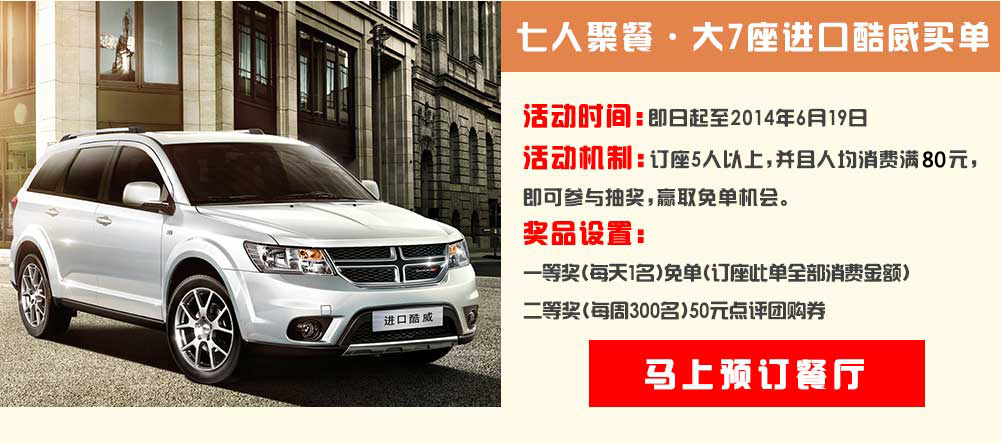 七人聚餐·大7座进口酷威买单
活动时间:即日起至2014年6月19日
活动机制:订座5人以上,并且人均消费满80元,
即可参与抽奖,赢取免单机会。
奖品设置:
一等奖(每天1名)免单(订座此单全部消费金额)
二等奖(每周300名)50元点评团购券
马上预订餐厅
进口酷威